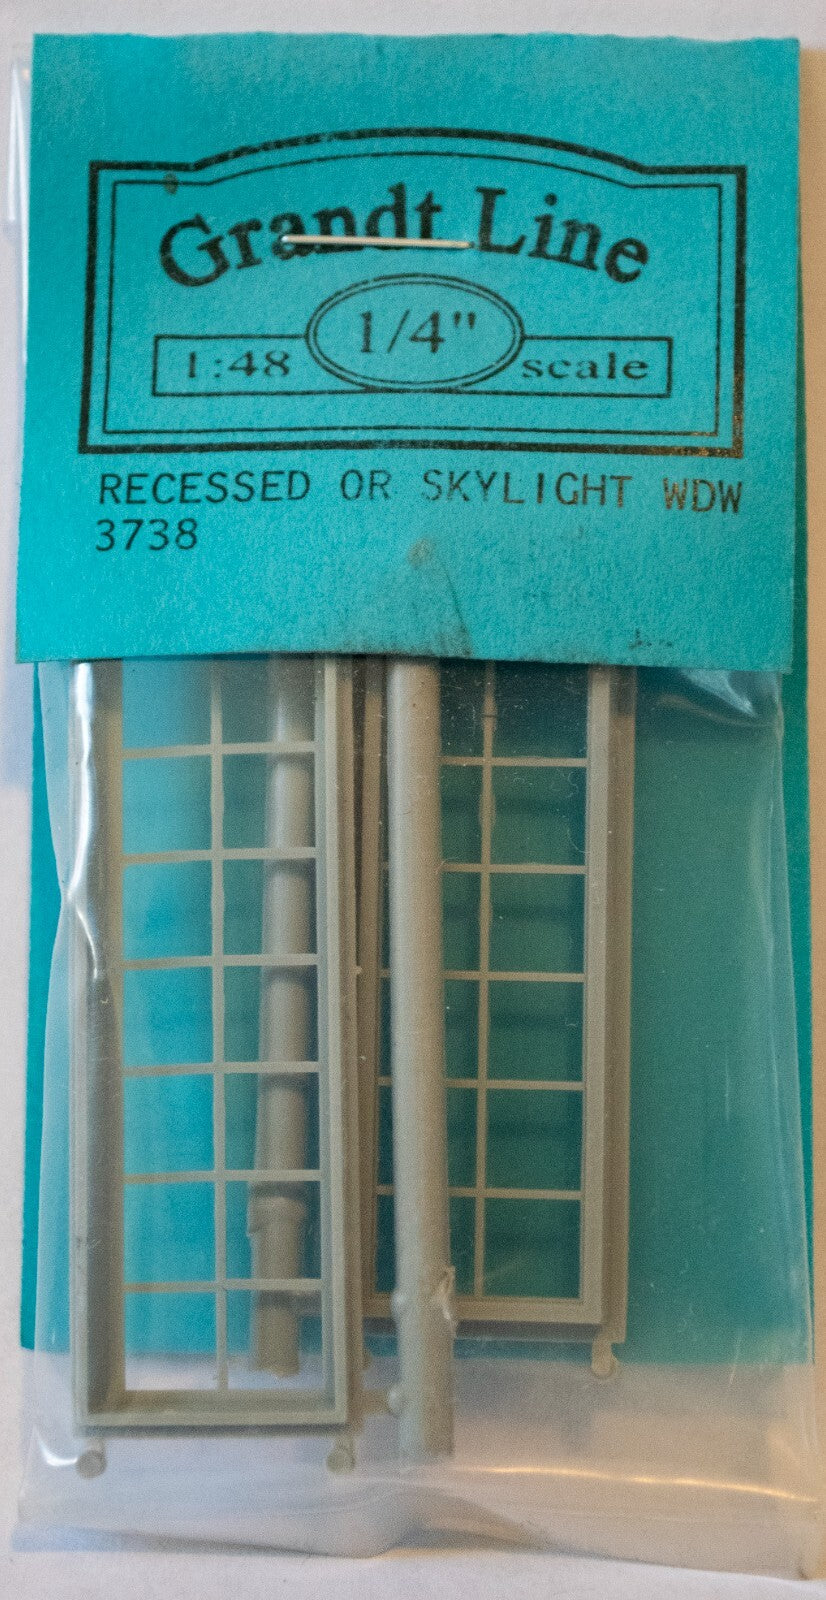 Grandt Line
1/4"
1:48 scale
RECESSED OR SKYLIGHT WDW
3738